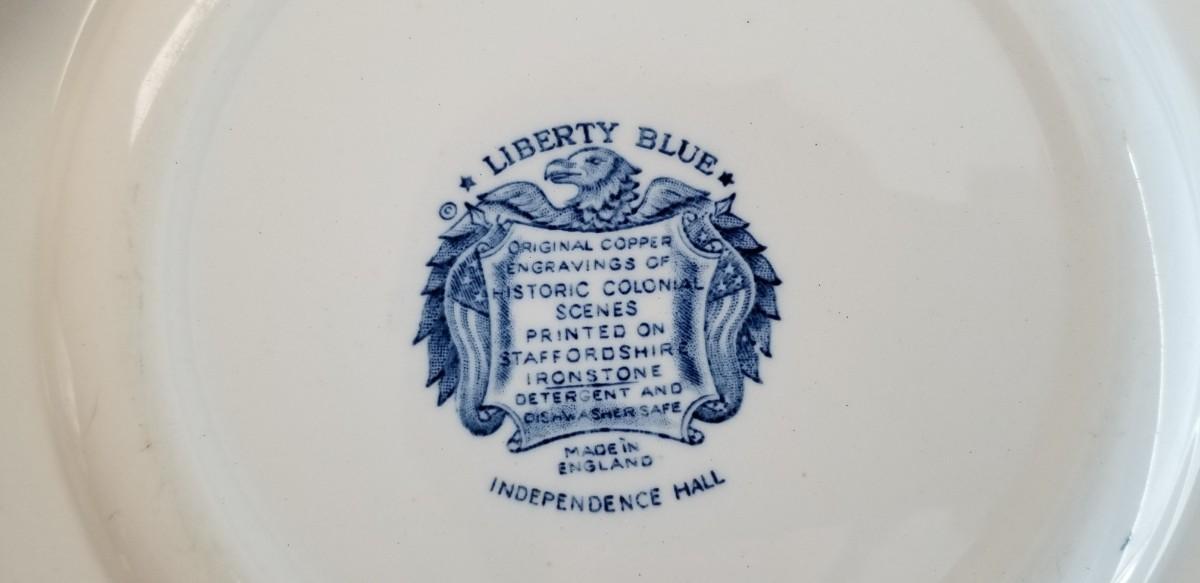 LIBERTY BLUE
©
ORIGINAL COPPER
ENGRAVINGS OF
HISTORIC COLONIAL
SCENES
PRINTED ON
STAFFORDSHIRE
IRONSTONE
DETERGENT AND
DISHWASHER SAFE
MADE IN
ENGLAND
INDEPENDENCE HALL